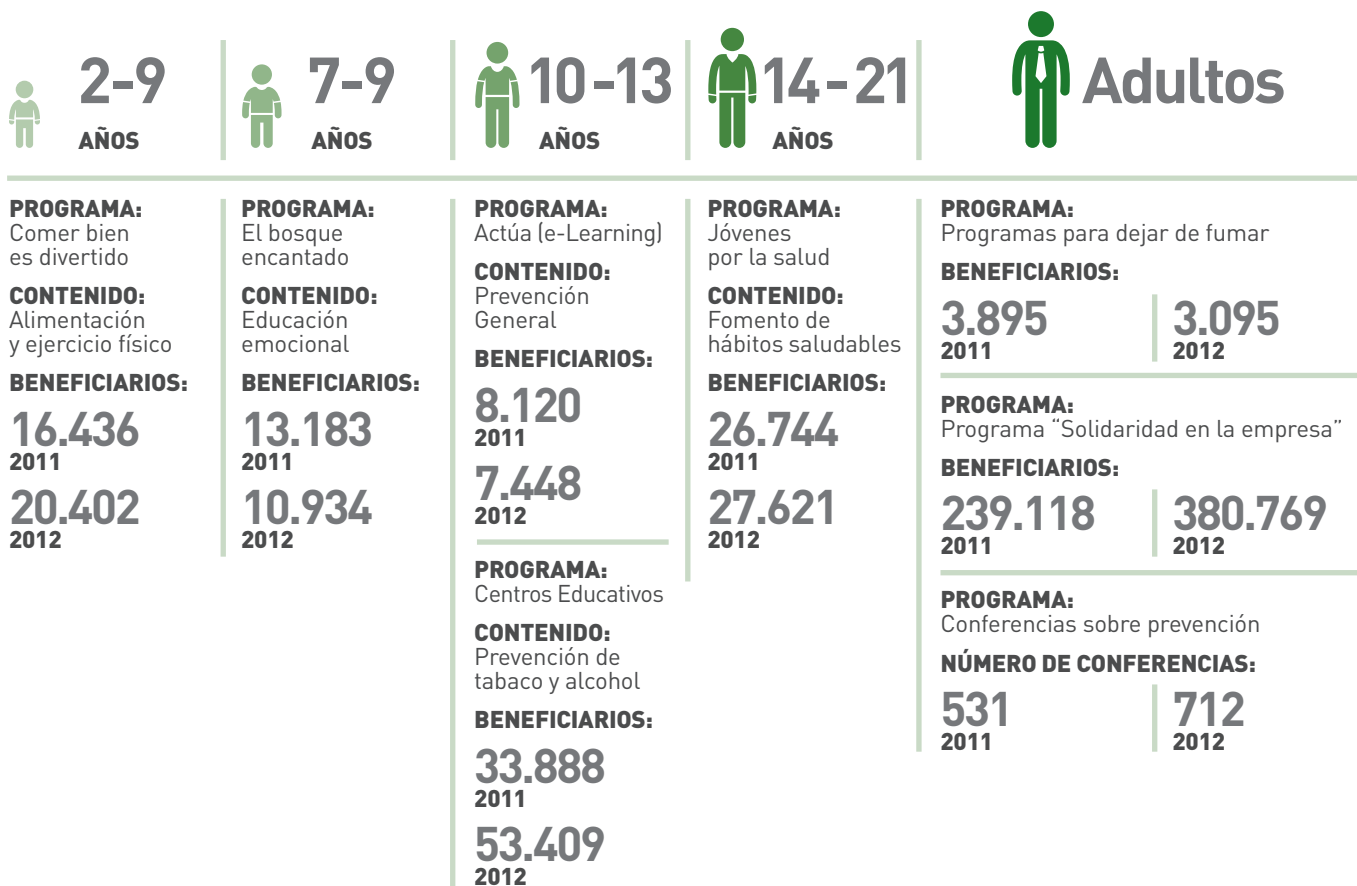 2-9
AÑOS
PROGRAMA:
Comer bien
es divertido
CONTENIDO:
Alimentación
y ejercicio físico
BENEFICIARIOS:
16.436
2011
20.402
2012
7-9
AÑOS
PROGRAMA:
El bosque
encantado
CONTENIDO:
Educación
emocional
BENEFICIARIOS:
13.183
2011
10.934
2012
10-13
AÑOS
PROGRAMA:
Actúa (e-Learning)
CONTENIDO:
Prevención
General
BENEFICIARIOS:
8.120
2011
7.448
2012
PROGRAMA:
Centros Educativos
CONTENIDO:
Prevención de
tabaco y alcohol
BENEFICIARIOS:
33.888
2011
53.409
2012
14-21
AÑOS
PROGRAMA:
Jóvenes
por la salud
CONTENIDO:
Fomento de
hábitos saludables
BENEFICIARIOS:
26.744
2011
27.621
2012
Adultos
PROGRAMA:
Programas para dejar de fumar
BENEFICIARIOS:
3.895 3.095
2011 2012
PROGRAMA:
Programa “Solidaridad en la empresa”
BENEFICIARIOS:
239.118 380.769
2011 2012
PROGRAMA:
Conferencias sobre prevención
NÚMERO DE CONFERENCIAS:
531 712
2011 2012